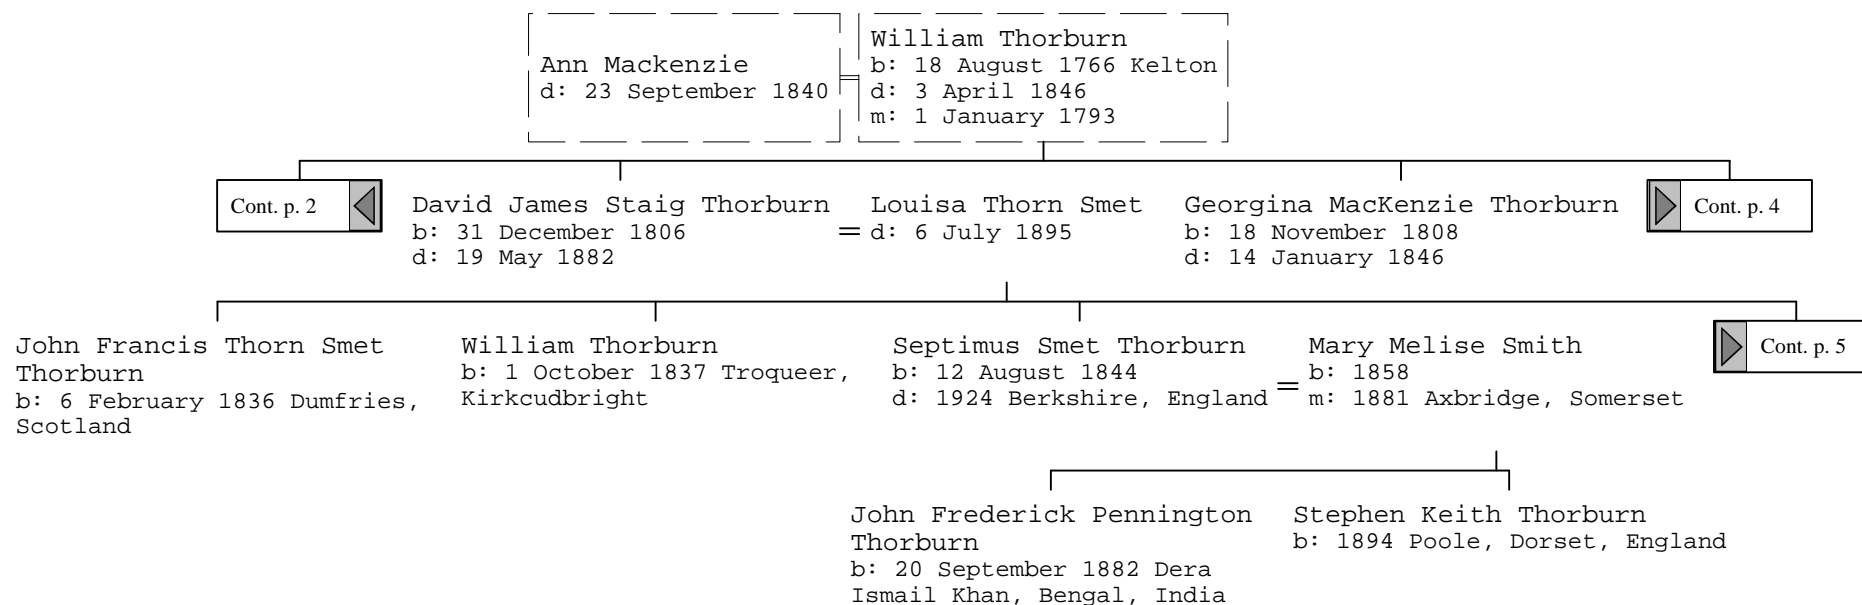 Ann Mackenzie
d: 23 September 1840
William Thorburn
b: 18 August 1766 Kelton
d: 3 April 1846
m: 1 January 1793
=
Cont. p. 2
David James Staig Thorburn
b: 31 December 1806
d: 19 May 1882
=
Louisa Thorn Smet
d: 6 July 1895
Georgina MacKenzie Thorburn
b: 18 November 1808
d: 14 January 1846
Cont. p. 4
John Francis Thorn Smet
Thorburn
b: 6 February 1836 Dumfries,
Scotland
William Thorburn
b: 1 October 1837 Troqueer,
Kirkcudbright
Septimus Smet Thorburn
b: 12 August 1844
d: 1924 Berkshire, England
=
Mary Melise Smith
b: 1858
m: 1881 Axbridge, Somerset
Cont. p. 5
John Frederick Pennington
Thorburn
b: 20 September 1882 Dera
Ismail Khan, Bengal, India
Stephen Keith Thorburn
b: 1894 Poole, Dorset, England